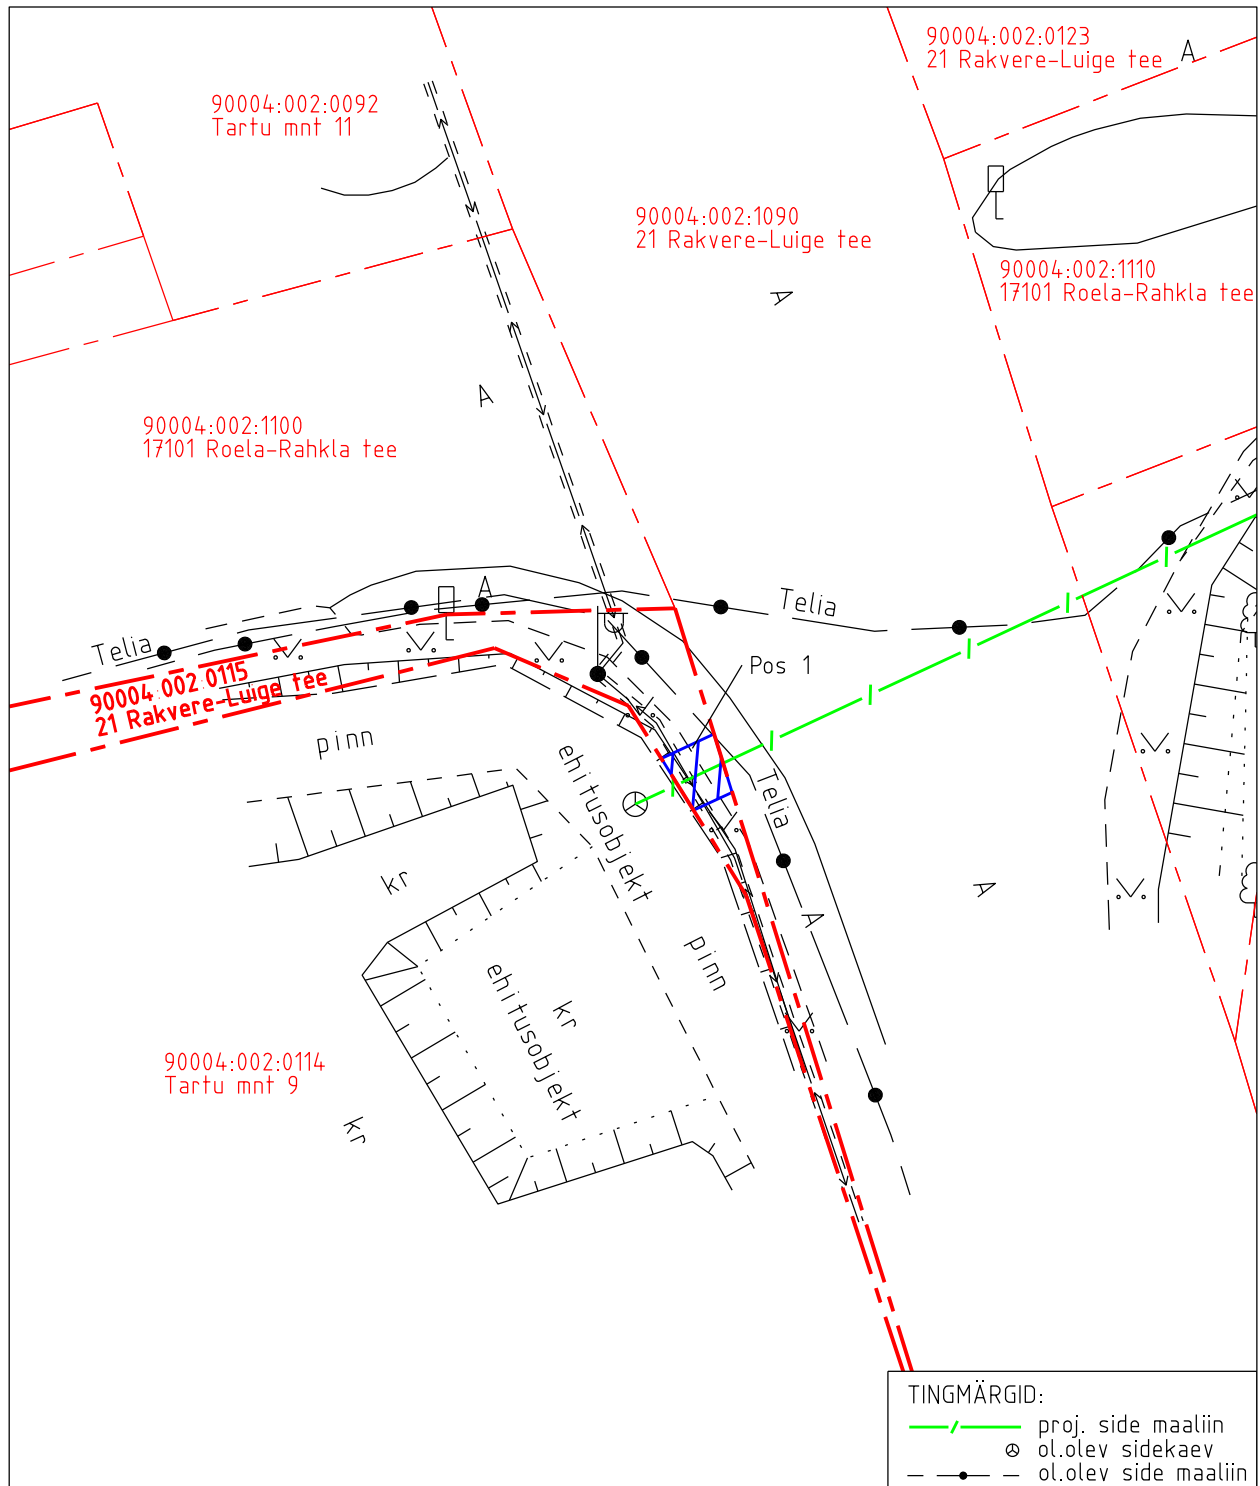 90004:002:0123
21 Rakvere-Luige tee
A
90004:002:0092
Tartu mnt 11
90004:002:1090
21 Rakvere-Luige tee
90004:002:1110
17101 Roela-Rahkla tee
A
A
90004:002:1100
17101 Roela-Rahkla tee
A
Telia
Telia
Pos 1
90004:002:0115
21 Rakvere-Luige tee
pinn
ehitusobjekt
Telia
kr
A
A
pinn
ehitusobjekt
kr
90004:002:0114
Tartu mnt 9
kr
TINGMÄRGID:
proj. side maaliin
ol.olev sidekaev
ol.olev side maaliin